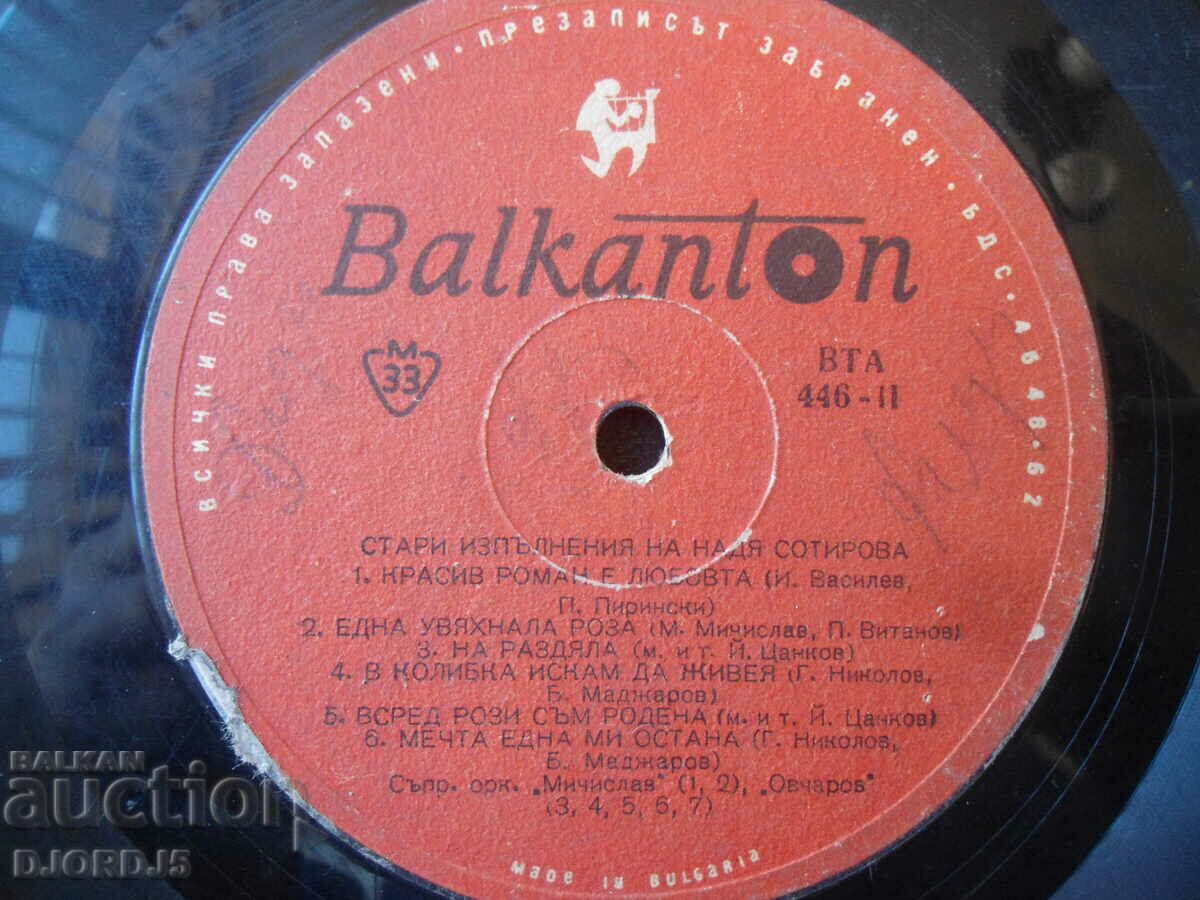 ВСИЧКИ ПРАВА ЗАПАЗЕНИ · ПРЕЗАПИСЪТ ЗАБРАНЕН · БДС · АБ 48-62
Balkanton
M
33
ВТА
446-II
СТАРИ ИЗПЪЛНЕНИЯ НА НАДЯ СОТИРОВА
1. КРАСИВ РОМАН Е ЛЮБОВТА (И. Василев,
П. Пирински)
2. ЕДНА УВЯХНАЛА РОЗА (М. Мичислав, П. Витанов)
3. НА РАЗДЯЛА (м. и т. Й. Цанков)
4. В КОЛИБКА ИСКАМ ДА ЖИВЕЯ (Г. Николов,
Б. Маджаров)
5. ВСРЕД РОЗИ СЪМ РОДЕНА (м. и т. Й. Цанков)
6. МЕЧТА ЕДНА МИ ОСТАНА (Г. Николов,
Б. Маджаров)
Съпр. орк. „Мичислав" (1, 2), „Овчаров"
(3, 4, 5, 6, 7)
MADE IN BULGARIA
BALKAN
auction
DJORD_J5